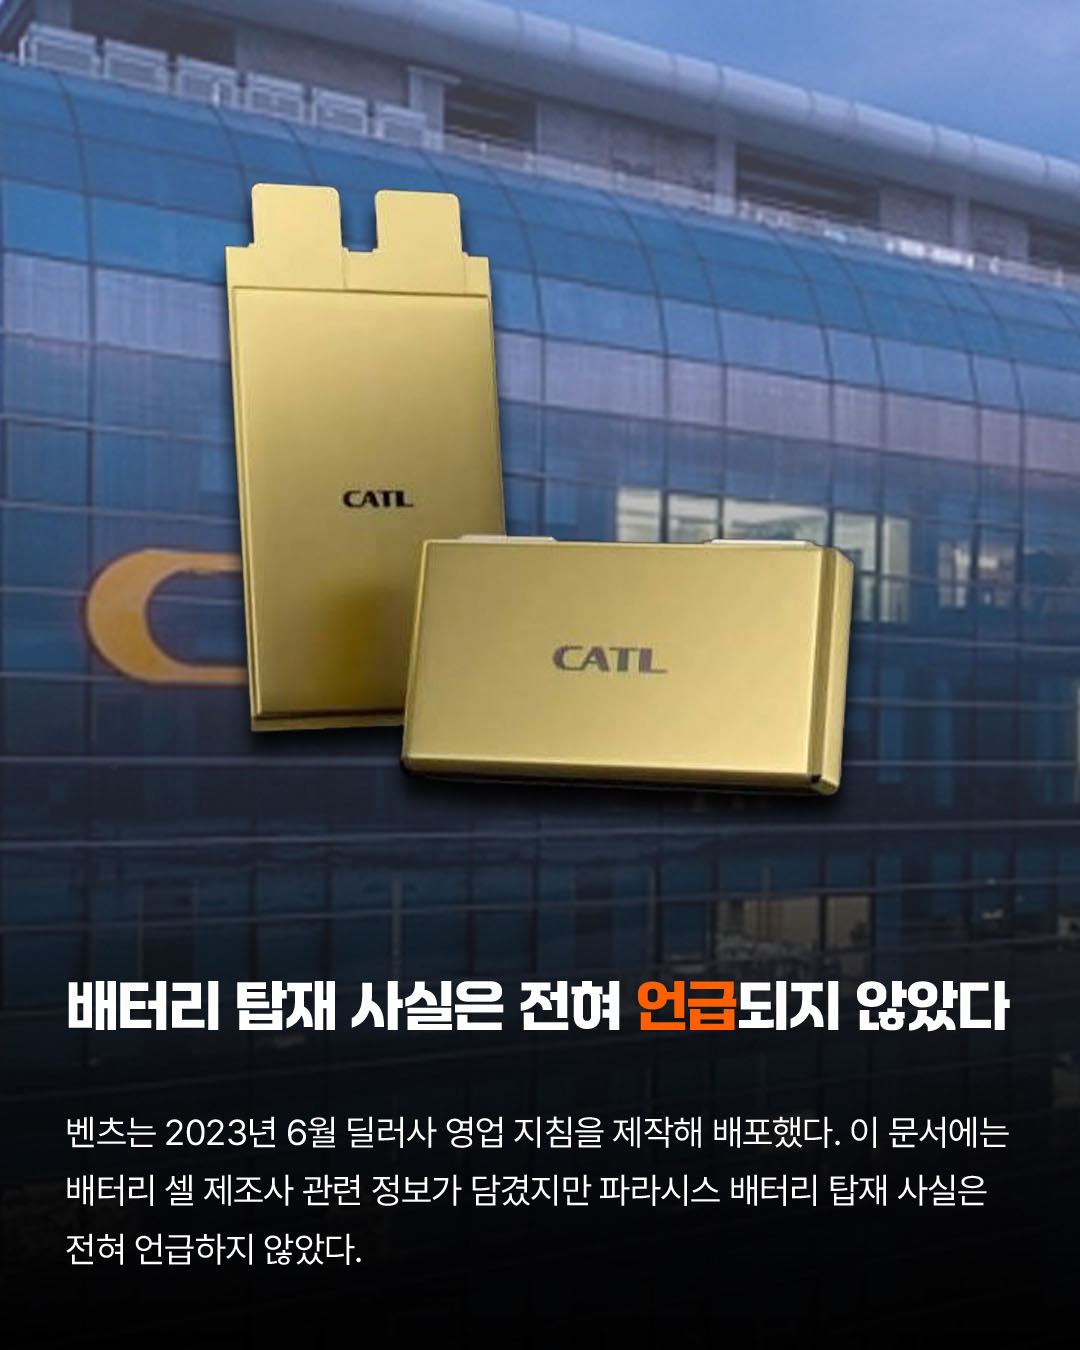 CATL
CATL
배터리 탑재 사실은 전혀 언급되지 않았다
벤츠는 2023년 6월 딜러사 영업 지침을 제작해 배포했다. 이 문서에는
배터리 셀 제조사 관련 정보가 담겼지만 파라시스 배터리 탑재 사실은
전혀 언급하지 않았다.